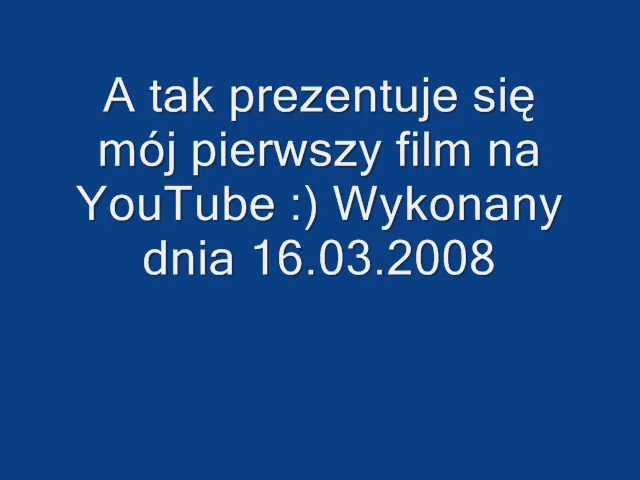 A tak prezentuje się
mój pierwszy film na
YouTube :) Wykonany
dnia 16.03.2008